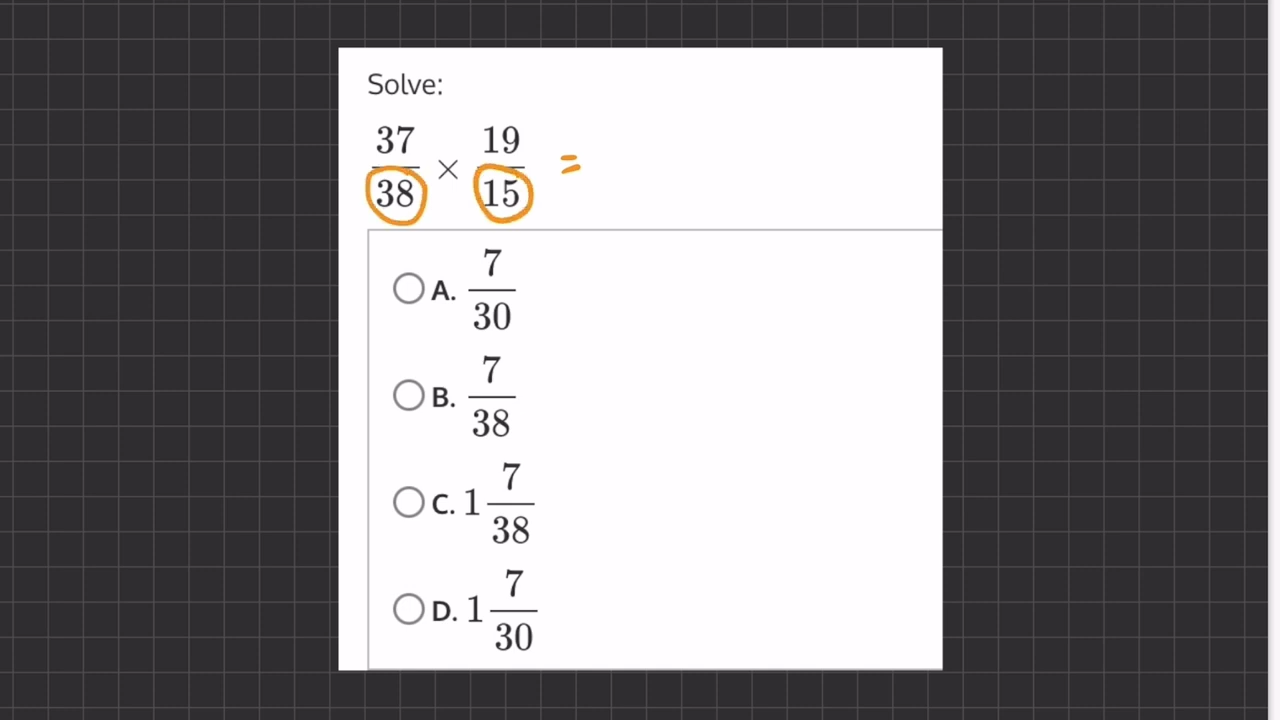 Solve:
37/38 × 19/15 =
A. 7/30
B. 7/38
C. 1 7/38
D. 1 7/30